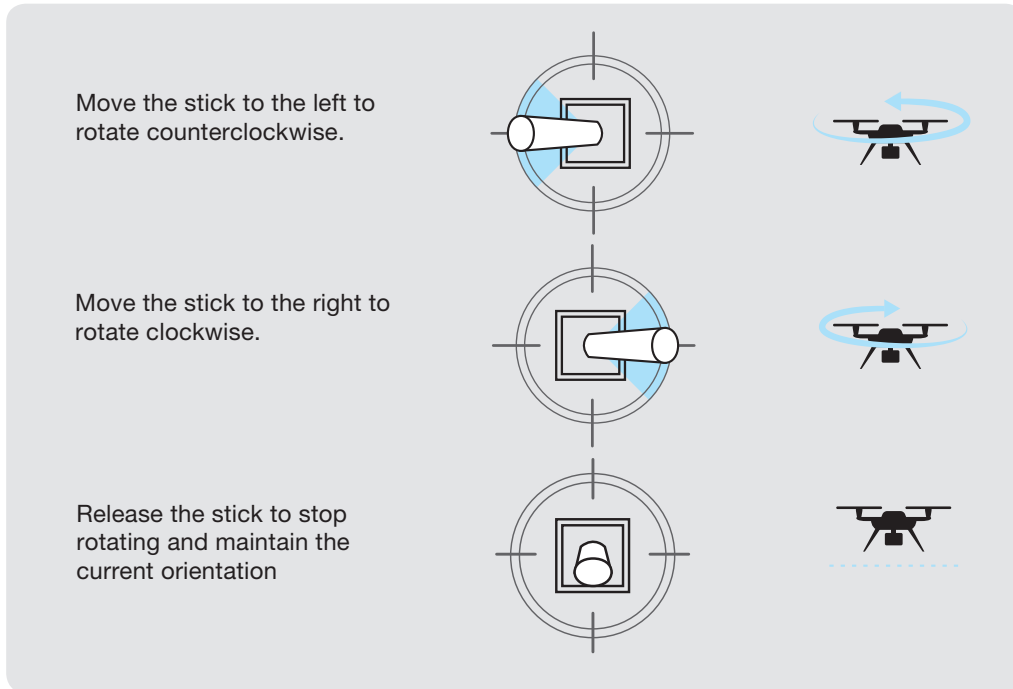 Move the stick to the left to
rotate counterclockwise.
Move the stick to the right to
rotate clockwise.
Release the stick to stop
rotating and maintain the
current orientation